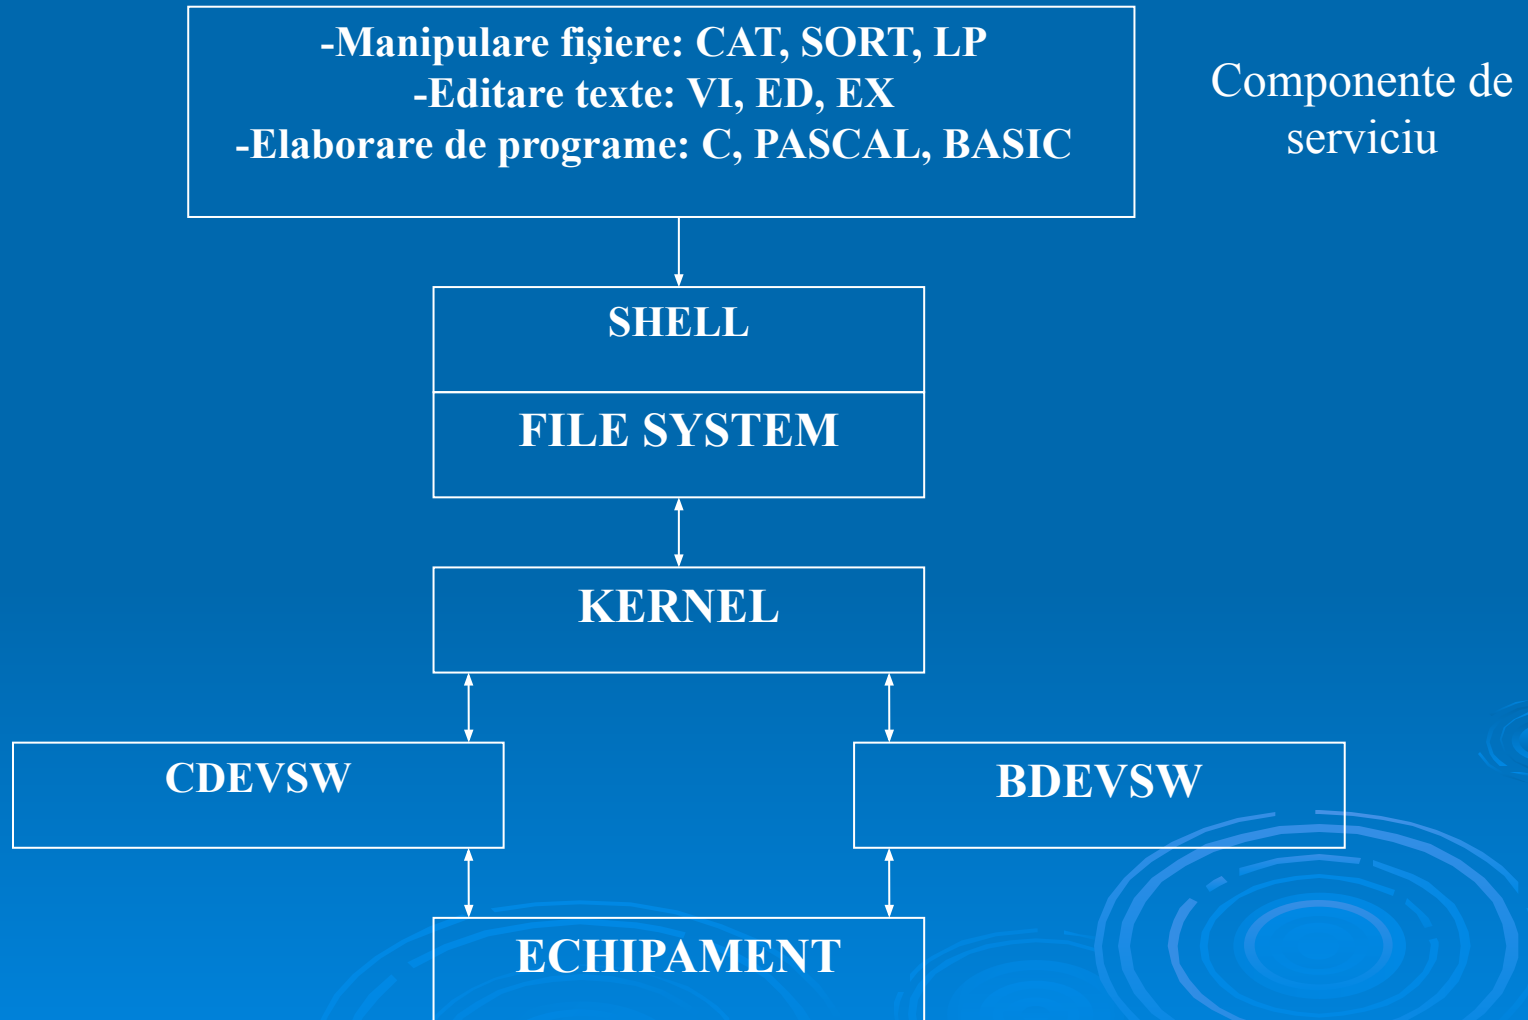 -Manipulare fişiere: CAT, SORT, LP
-Editare texte: VI, ED, EX
-Elaborare de programe: C, PASCAL, BASIC
Componente de
serviciu
SHELL
FILE SYSTEM
KERNEL
CDEVSW
BDEVSW
ECHIPAMENT